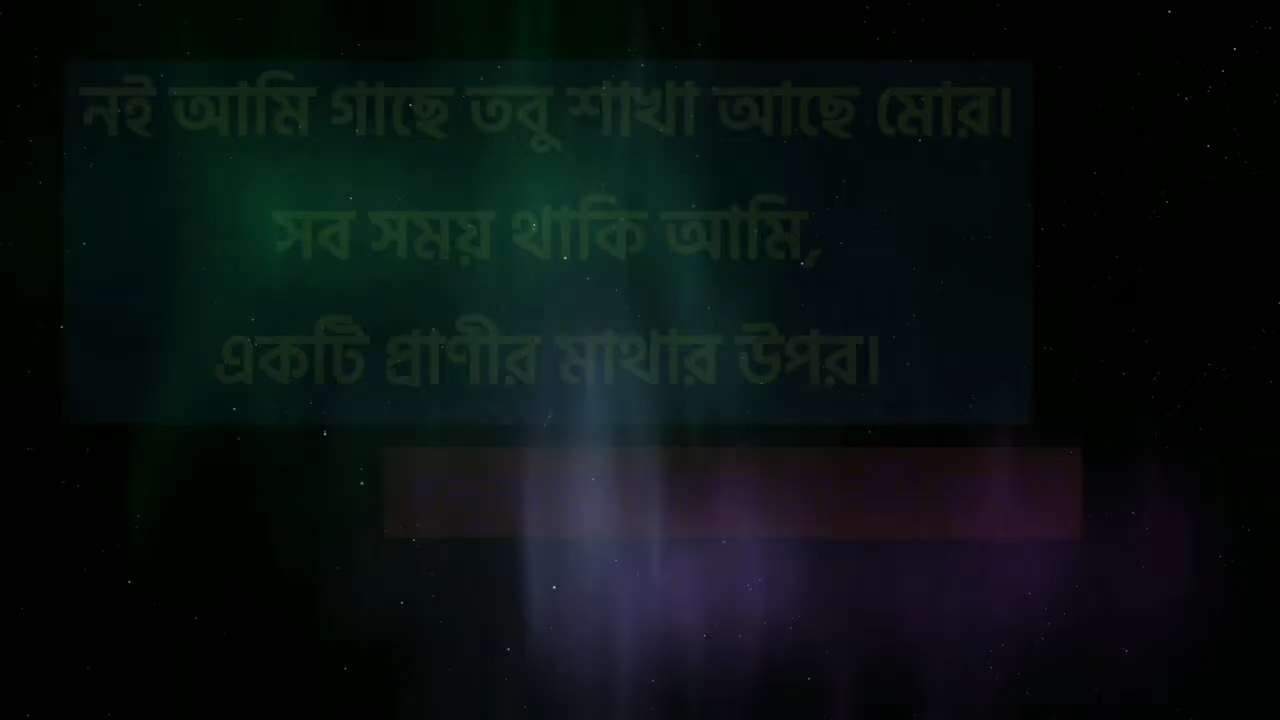 নই আমি গাছে তবু শাখা আছে মোর।
সব সময় থাকি আমি,
একটি প্রাণীর মাথার উপর।